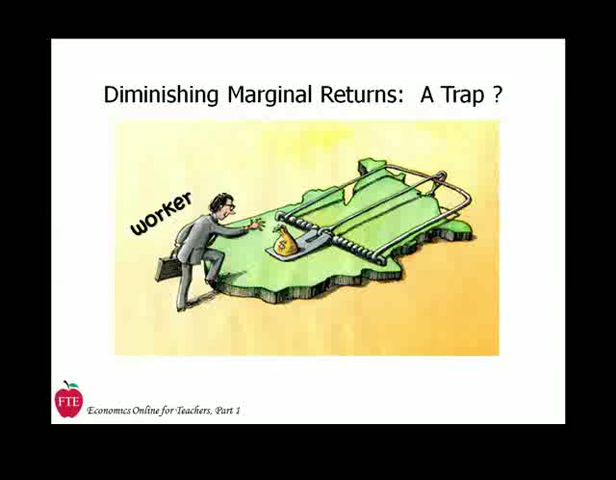 Diminishing Marginal Returns: A Trap ?
worker
$
FTE
Economics Online for Teachers, Part 1